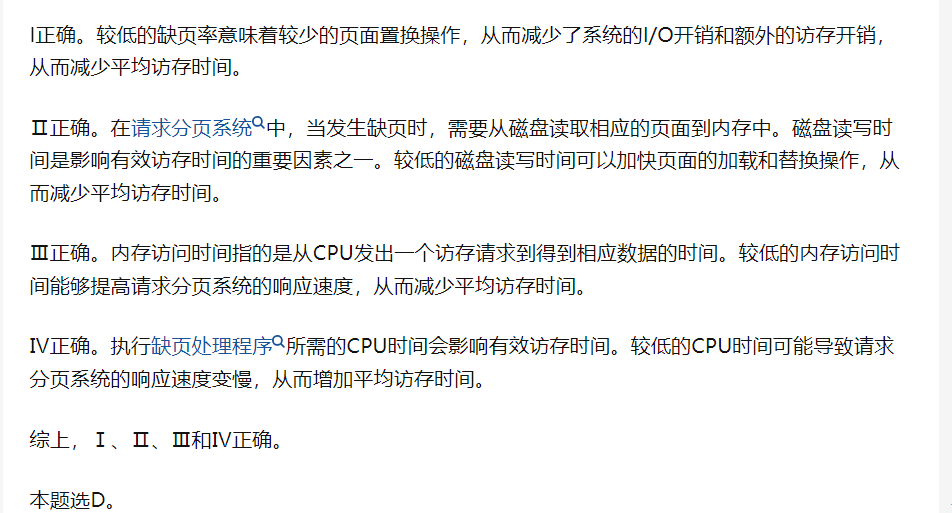 I正确。较低的缺页率意味着较少的页面置换操作，从而减少了系统的I/O开销和额外的访存开销，
从而减少平均访存时间。
Ⅱ正确。在请求分页系统中，当发生缺页时，需要从磁盘读取相应的页面到内存中。磁盘读写时
间是影响有效访存时间的重要因素之一。较低的磁盘读写时间可以加快页面的加载和替换操作，从
而减少平均访存时间。
Ⅲ正确。内存访问时间指的是从CPU发出一个访存请求到得到相应数据的时间。较低的内存访问时
间能够提高请求分页系统的响应速度，从而减少平均访存时间。
IV正确。执行缺页处理程序所需的CPU时间会影响有效访存时间。较低的CPU时间可能导致请求
分页系统的响应速度变慢，从而增加平均访存时间。
综上，Ⅰ、Ⅱ、Ⅲ和IV正确。
本题选D。